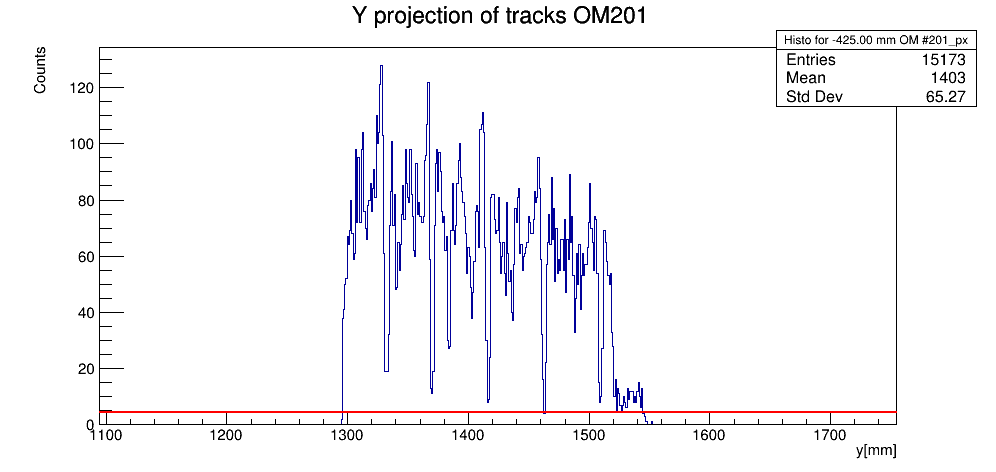 Y projection of tracks OM201
Histo for -425.00 mm OM #201_px
Entries 15173
Mean 1403
Std Dev 65.27
Counts
120
100
80
60
40
20
0
1100 1200 1300 1400 1500 1600 1700
y[mm]